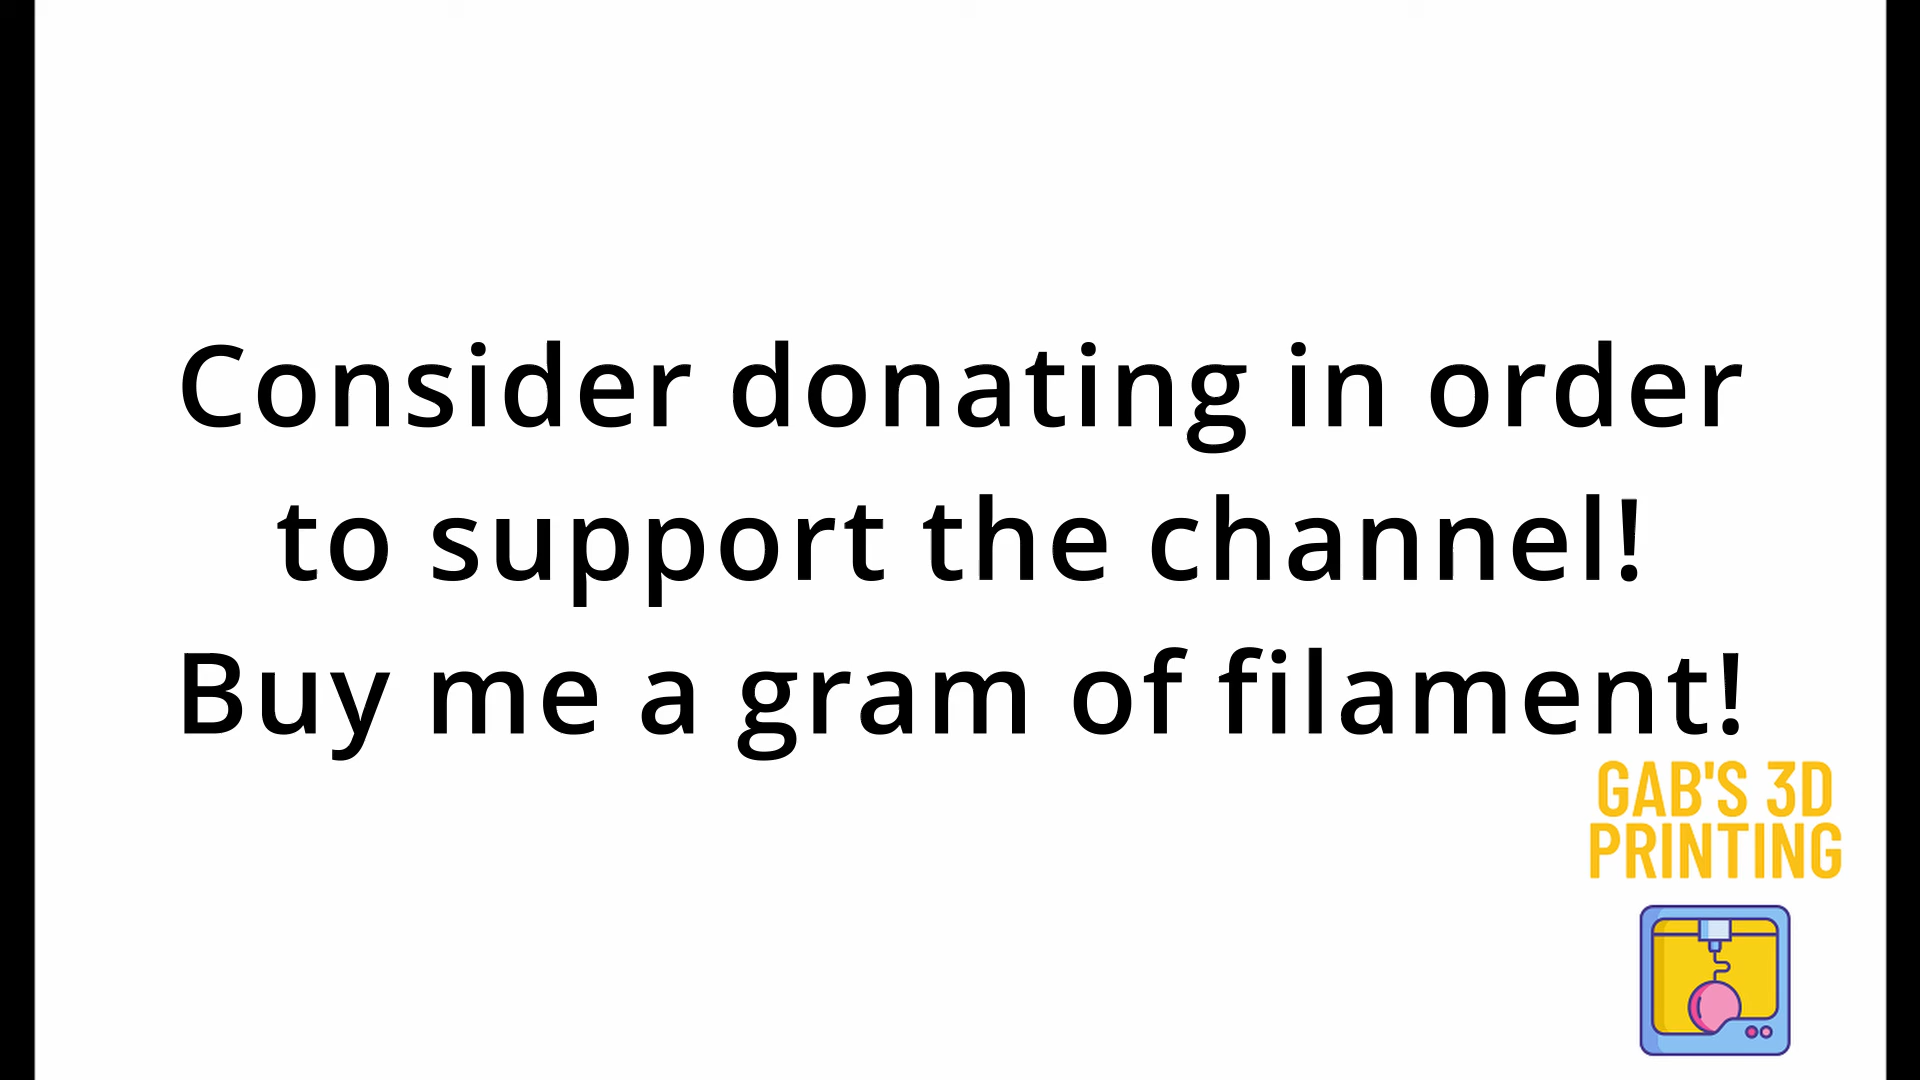 Consider donating in order
to support the channel!
Buy me a gram of filament!
GAB'S 3D
PRINTING